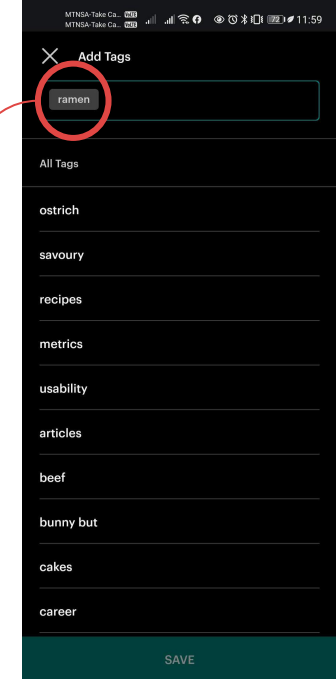 MTNSA-Take Ca...
MTNSA-Take Ca... 72 11:59
Add Tags
ramen
All Tags
ostrich
savoury
recipes
metrics
usability
articles
beef
bunny but
cakes
career
SAVE